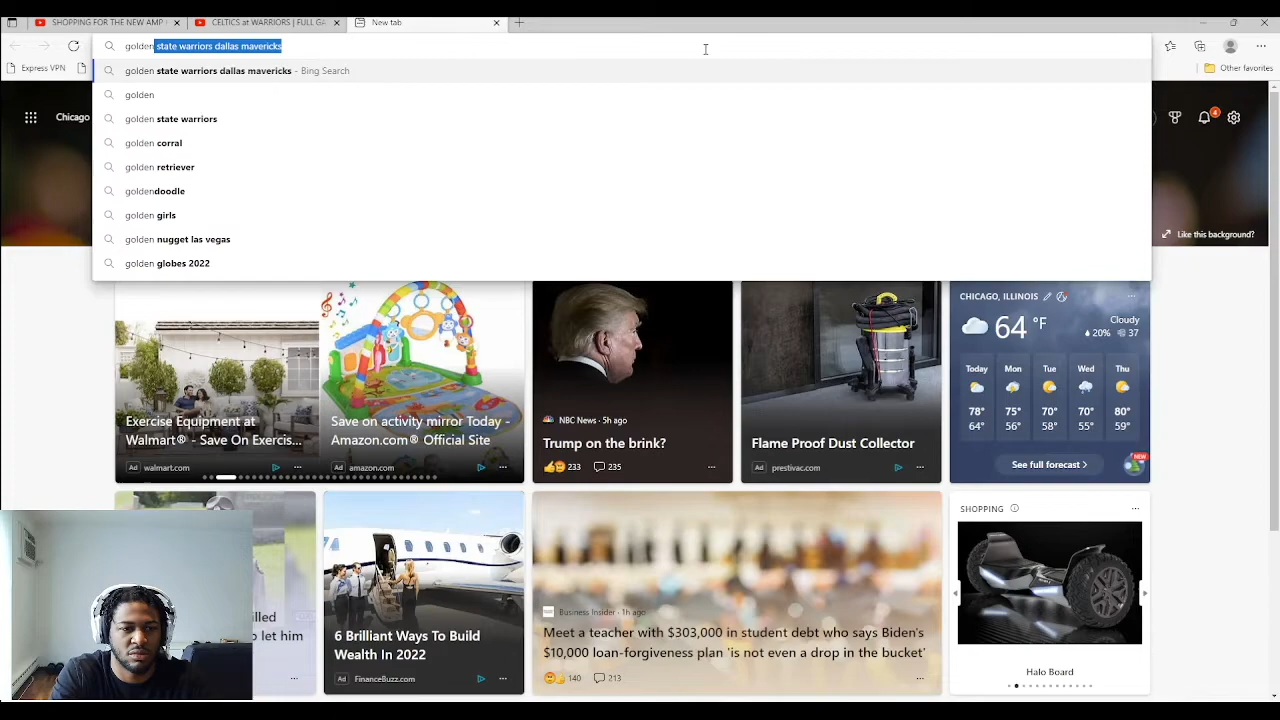 SHOPPING FOR THE NEW AMP
CELTICS at WARRIORS | FULL GA
New tab
golden state warriors dallas mavericks
Express VPN
Other favorites
golden state warriors dallas mavericks - Bing Search
golden
golden state warriors
golden corral
golden retriever
goldendoodle
golden girls
golden nugget las vegas
golden globes 2022
Chicago
4
Like this background?
Exercise Equipment at
Walmart® - Save On Exercis...
Ad walmart.com
Save on activity mirror Today -
Amazon.com® Official Site
Ad amazon.com
NBC News · 5h ago
Trump on the brink?
233 235
Flame Proof Dust Collector
Ad prestivac.com
CHICAGO, ILLINOIS
64 °F
Cloudy
20% 37
Today Mon Tue Wed Thu
78° 75° 70° 70° 80°
64° 56° 58° 55° 59°
See full forecast
NEW
illed
o let him
6 Brilliant Ways To Build
Wealth In 2022
Ad FinanceBuzz.com
Business Insider · 1h ago
Meet a teacher with $303,000 in student debt who says Biden's
$10,000 loan-forgiveness plan 'is not even a drop in the bucket'
140 213
SHOPPING
Halo Board